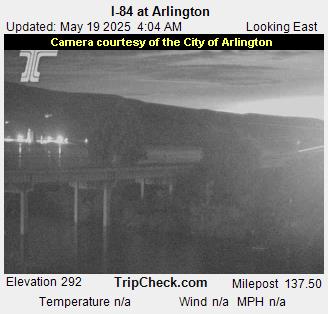 I-84 at Arlington
Updated: May 19 2025 4:04 AM Looking East
Camera courtesy of the City of Arlington
Elevation 292 TripCheck.com Milepost 137.50
Temperature n/a Wind n/a MPH n/a